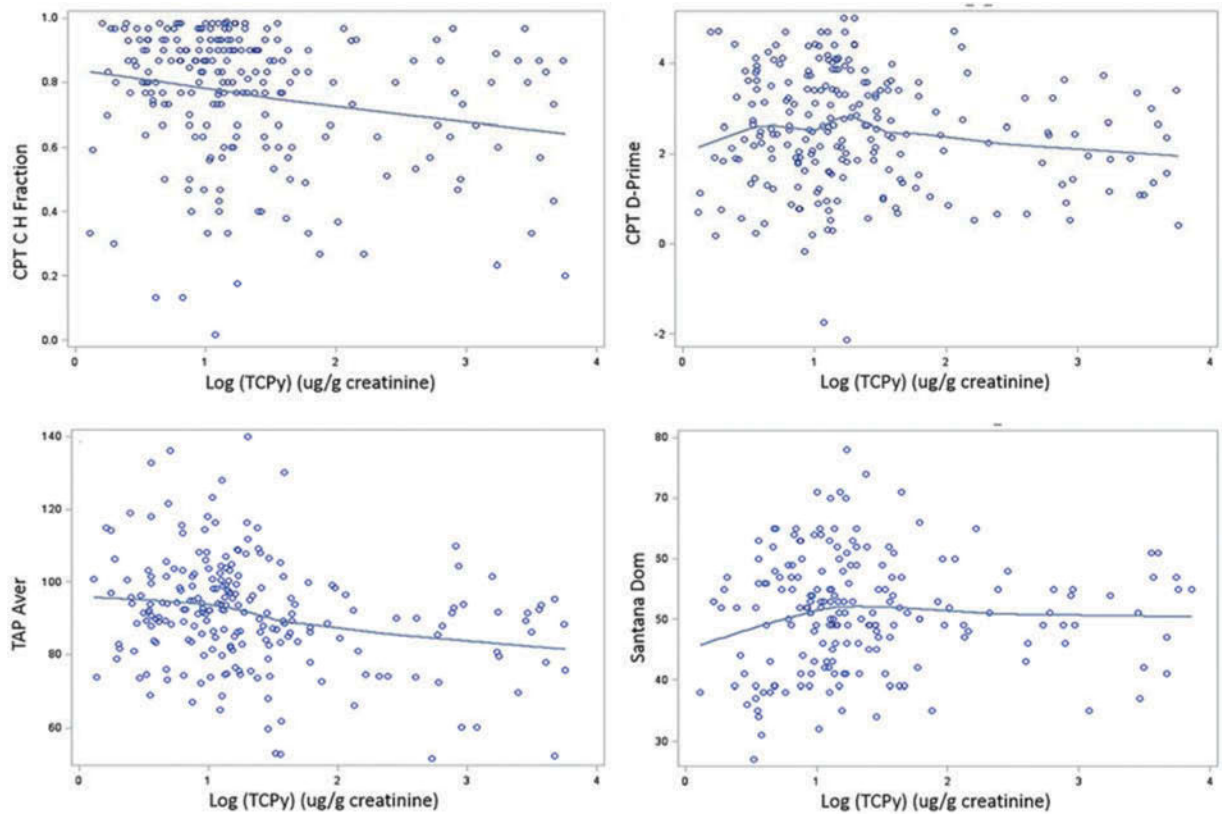 1.0
0.8
0.6
0.4
0.2
0.0
CPT C H Fraction
0 1 2 3 4
Log (TCPy) (ug/g creatinine)
4
2
0
-2
CPT D-Prime
0 1 2 3 4
Log (TCPy) (ug/g creatinine)
140
120
100
80
60
TAP Aver
0 1 2 3 4
Log (TCPy) (ug/g creatinine)
80
70
60
50
40
30
Santana Dom
0 1 2 3 4
Log (TCPy) (ug/g creatinine)